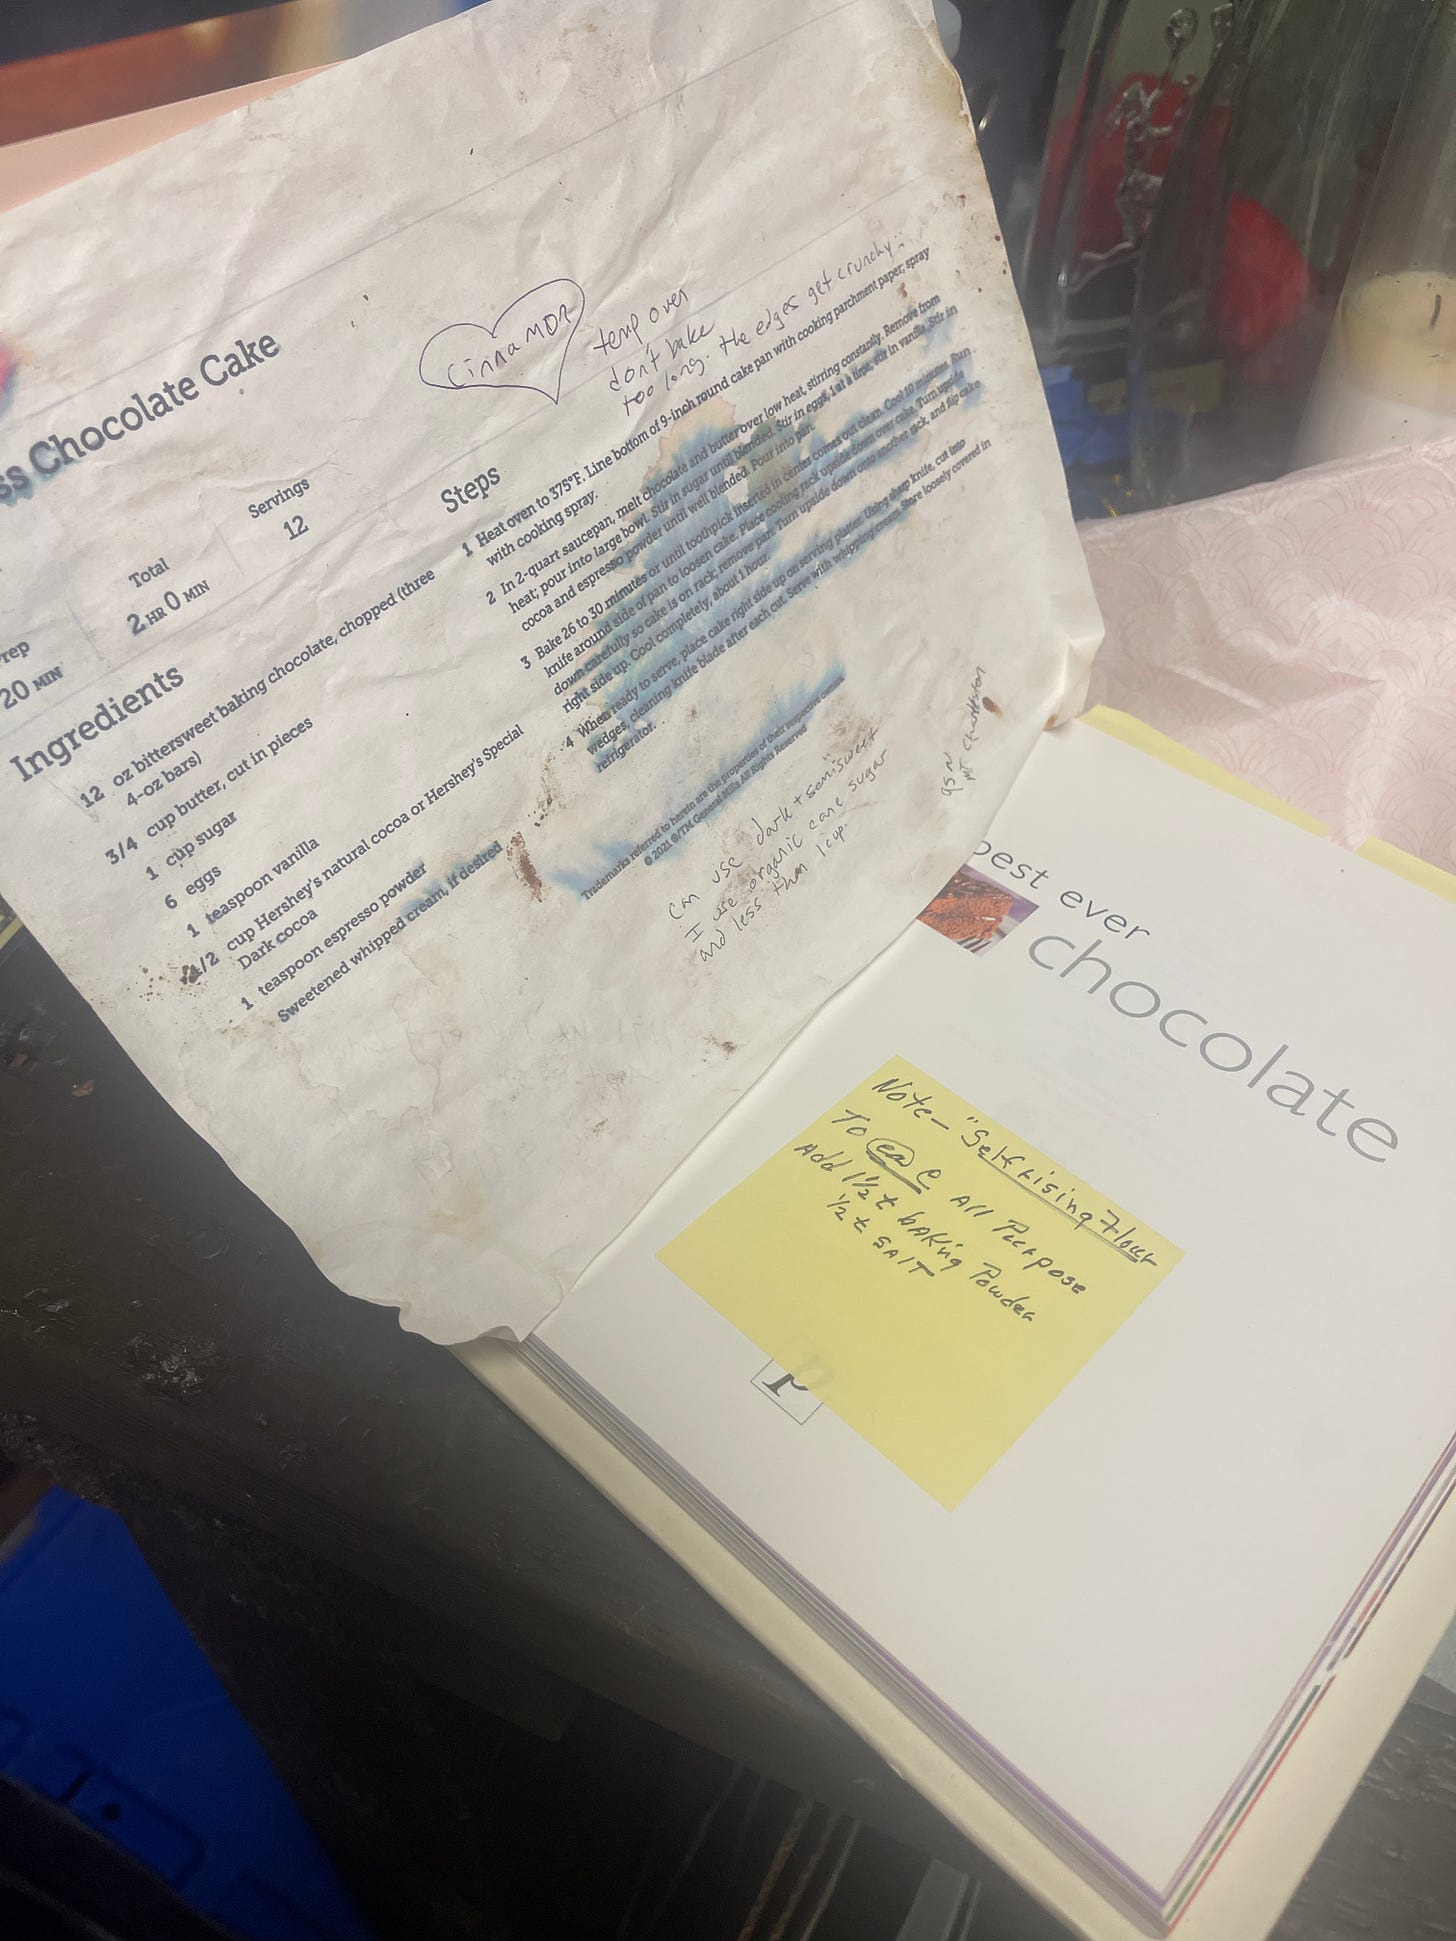 ss Chocolate Cake
rep
20 MIN
Total
2 HR 0 MIN
Servings
12
Ingredients
12 oz bittersweet baking chocolate, chopped (three
4-oz bars)
3/4 cup butter, cut in pieces
1 cup sugar
6 eggs
1 teaspoon vanilla
1/2 cup Hershey's natural cocoa or Hershey's Special
Dark cocoa
1 teaspoon espresso powder
Sweetened whipped cream, if desired
cinnamon
temp over
don't bake
too long. the edges get crunchy
Steps
1 Heat oven to 375°F. Line bottom of 9-inch round cake pan with cooking parchment paper; spray
with cooking spray.
2 In 2-quart saucepan, melt chocolate and butter over low heat, stirring constantly. Remove from
heat; pour into large bowl. Stir in sugar until blended. Stir in eggs, 1 at a time; stir in vanilla. Stir in
cocoa and espresso powder until well blended. Pour into pan.
3 Bake 26 to 30 minutes or until toothpick inserted in center comes out clean. Cool 10 minutes. Run
knife around side of pan to loosen cake. Place cooling rack upside down over cake. Turn upside
down carefully so cake is on rack; remove pan. Turn upside down onto another rack, and flip cake
right side up. Cool completely, about 1 hour.
4 When ready to serve, place cake right side up on serving platter. Using sharp knife, cut into
wedges, cleaning knife blade after each cut. Serve with whipping cream. Store loosely covered in
refrigerator.
Trademarks referred to herein are the properties of their respective owners
© 2021 ®/TM General Mills All Rights Reserved
can use dark + semisweet
I use organic cane sugar
and less than 1 cup.
best ever
chocolate
Note- "Self rising Flour
To ea C All Purpose
Add 1½ t baking Powder
½ t SALT